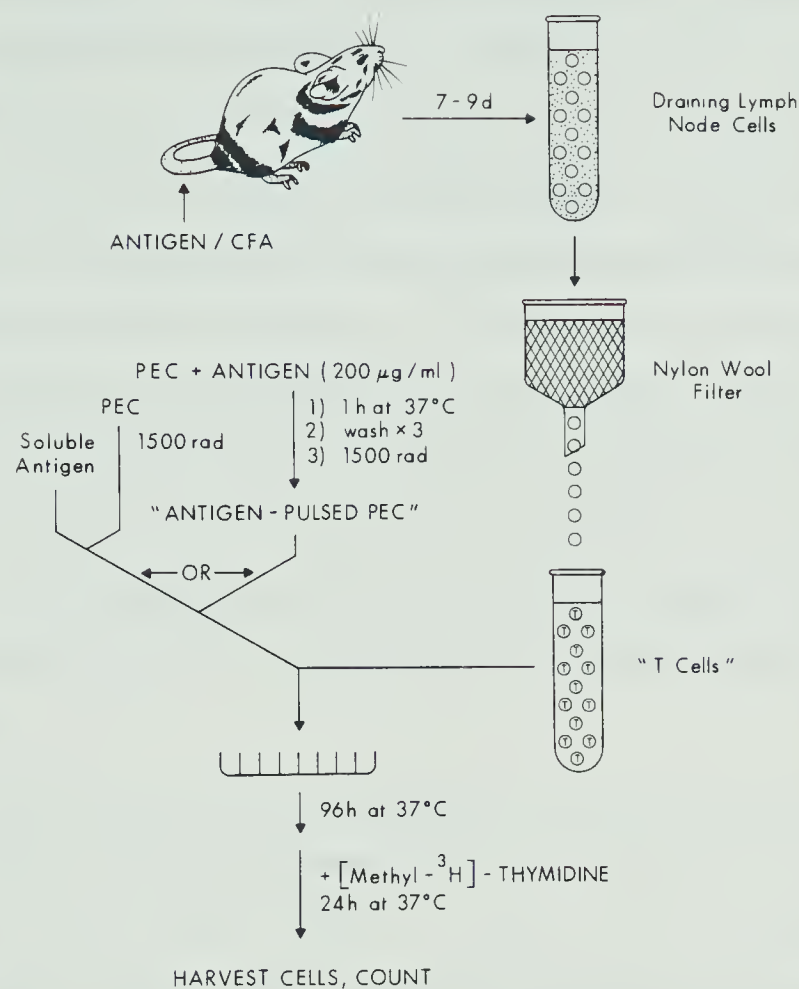 7-9d
Draining Lymph
Node Cells
ANTIGEN / CFA
PEC + ANTIGEN (200 µg/ml)
1) 1h at 37°C
2) wash × 3
3) 1500 rad
PEC
1500 rad
Soluble
Antigen
Nylon Wool
Filter
"ANTIGEN-PULSED PEC"
OR
T
T T
T
T T
T
T T
T
T T
T
"T Cells"
96h at 37°C
+ [Methyl-³H]-THYMIDINE
24h at 37°C
HARVEST CELLS, COUNT